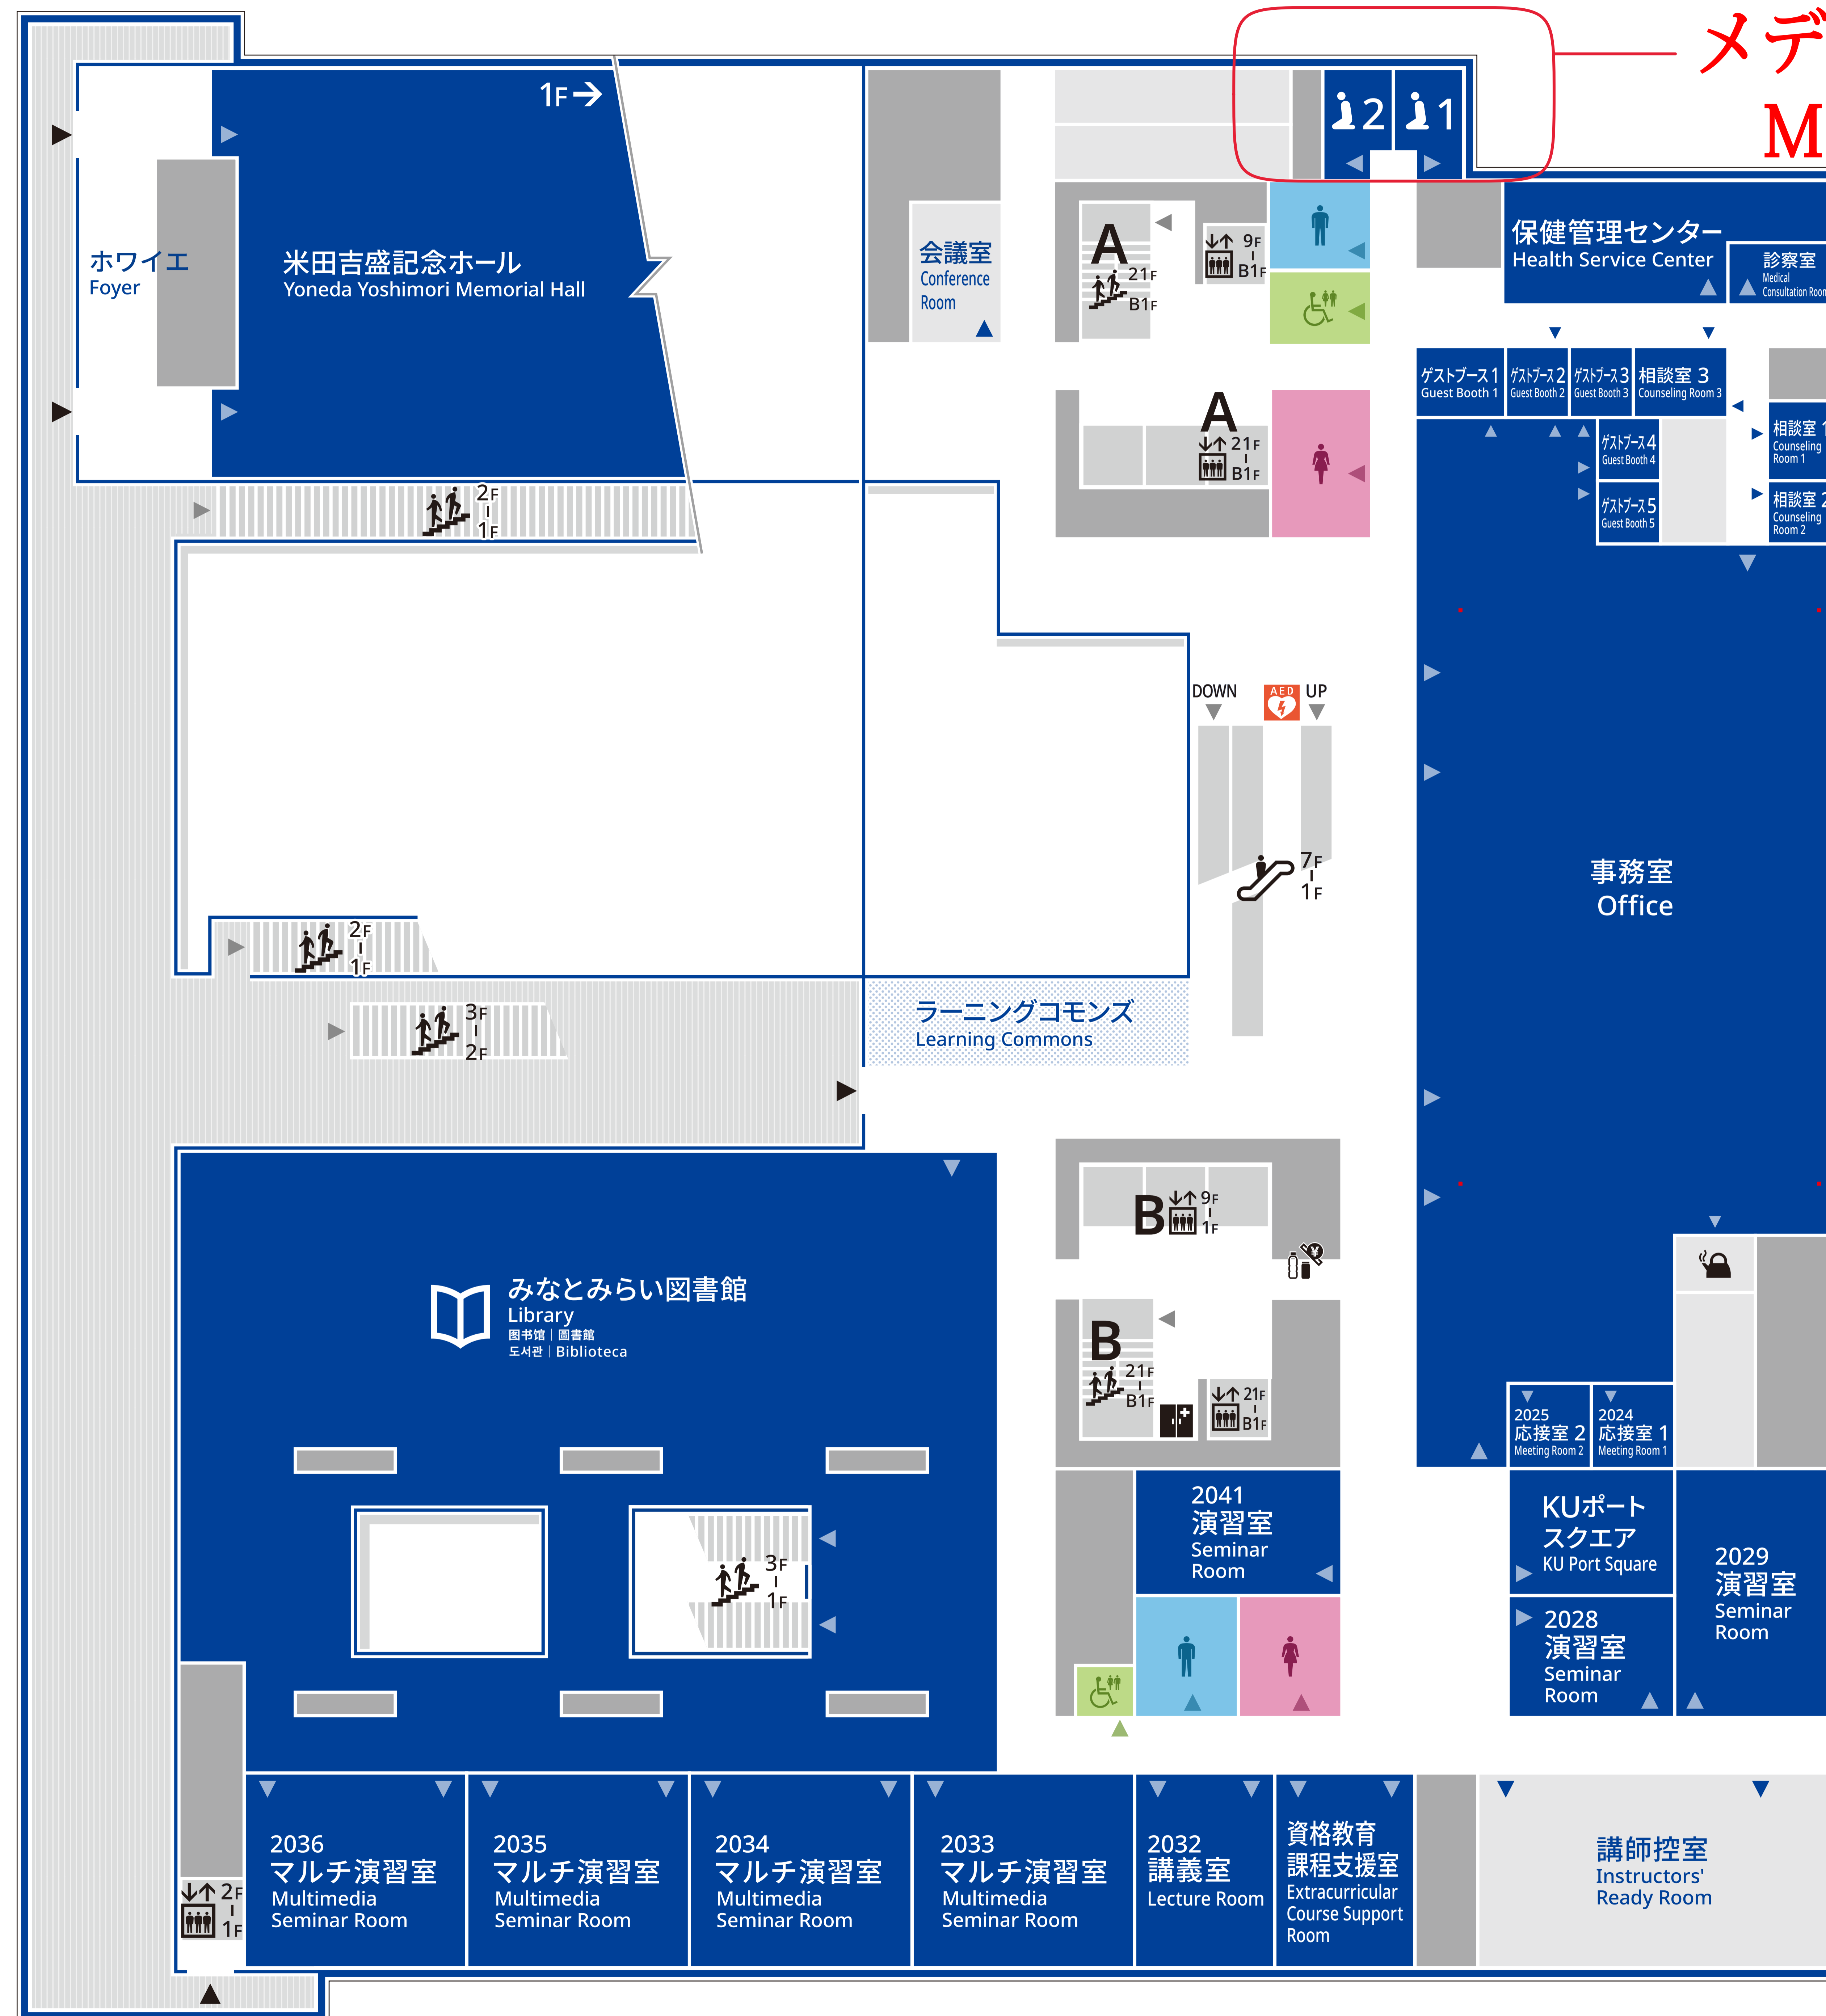 メデ
M
1F
2
1
ホワイエ
Foyer
米田吉盛記念ホール
Yoneda Yoshimori Memorial Hall
会議室
Conference
Room
A
21F
B1F
9F
B1F
保健管理センター
Health Service Center
診察室
Medical
Consultation Room
ゲストブース1
Guest Booth 1
ゲストブース2
Guest Booth 2
ゲストブース3
Guest Booth 3
相談室 3
Counseling Room 3
A
21F
B1F
ゲストブース4
Guest Booth 4
相談室 1
Counseling
Room 1
ゲストブース5
Guest Booth 5
相談室 2
Counseling
Room 2
2F
1F
DOWN
AED
UP
7F
1F
事務室
Office
2F
1F
3F
2F
ラーニングコモンズ
Learning Commons
B
9F
1F
¥
みなとみらい図書館
Library
图书馆｜圖書館
도서관｜Biblioteca
B
21F
B1F
21F
B1F
2025
応接室 2
Meeting Room 2
2024
応接室 1
Meeting Room 1
2041
演習室
Seminar
Room
KUポート
スクエア
KU Port Square
2029
演習室
Seminar
Room
3F
1F
2028
演習室
Seminar
Room
2036
マルチ演習室
Multimedia
Seminar Room
2035
マルチ演習室
Multimedia
Seminar Room
2034
マルチ演習室
Multimedia
Seminar Room
2033
マルチ演習室
Multimedia
Seminar Room
2032
講義室
Lecture Room
資格教育
課程支援室
Extracurricular
Course Support
Room
講師控室
Instructors'
Ready Room
2F
1F